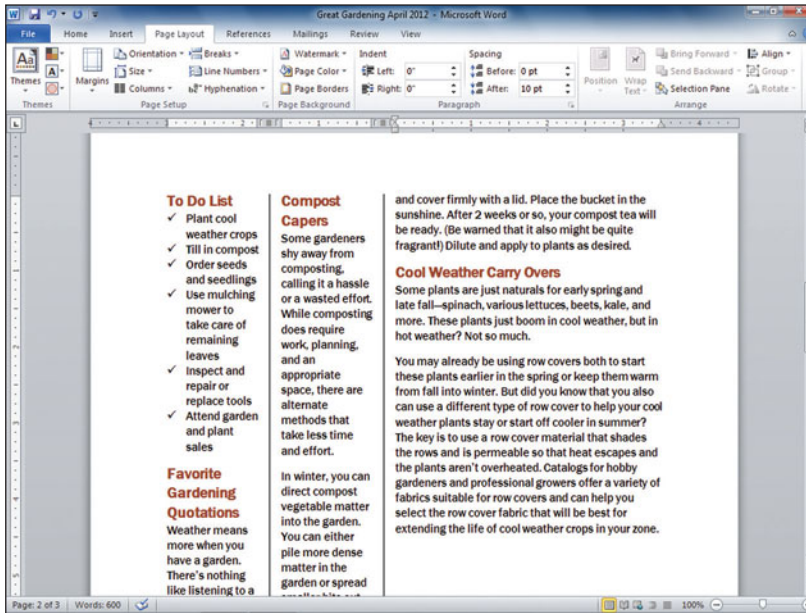 Great Gardening April 2012 - Microsoft Word
File Home Insert Page Layout References Mailings Review View
Themes
Themes
Margins
Orientation
Size
Columns
Breaks
Line Numbers
Hyphenation
Page Setup
Watermark
Page Color
Page Borders
Page Background
Indent
Left: 0"
Right: 0"
Spacing
Before: 0 pt
After: 10 pt
Paragraph
Position
Wrap
Text
Bring Forward
Send Backward
Selection Pane
Align
Group
Rotate
Arrange
To Do List
✓ Plant cool
weather crops
✓ Till in compost
✓ Order seeds
and seedlings
✓ Use mulching
mower to
take care of
remaining
leaves
✓ Inspect and
repair or
replace tools
✓ Attend garden
and plant
sales
Favorite
Gardening
Quotations
Weather means
more when you
have a garden.
There's nothing
like listening to a
Compost
Capers
Some gardeners
shy away from
composting,
calling it a hassle
or a wasted effort.
While composting
does require
work, planning,
and an
appropriate
space, there are
alternate
methods that
take less time
and effort.
In winter, you can
direct compost
vegetable matter
into the garden.
You can either
pile more dense
matter in the
garden or spread
and cover firmly with a lid. Place the bucket in the
sunshine. After 2 weeks or so, your compost tea will
be ready. (Be warned that it also might be quite
fragrant!) Dilute and apply to plants as desired.
Cool Weather Carry Overs
Some plants are just naturals for early spring and
late fall—spinach, various lettuces, beets, kale, and
more. These plants just boom in cool weather, but in
hot weather? Not so much.
You may already be using row covers both to start
these plants earlier in the spring or keep them warm
from fall into winter. But did you know that you also
can use a different type of row cover to help your cool
weather plants stay or start off cooler in summer?
The key is to use a row cover material that shades
the rows and is permeable so that heat escapes and
the plants aren't overheated. Catalogs for hobby
gardeners and professional growers offer a variety of
fabrics suitable for row covers and can help you
select the row cover fabric that will be best for
extending the life of cool weather crops in your zone.
Page: 2 of 3 Words: 600 100%